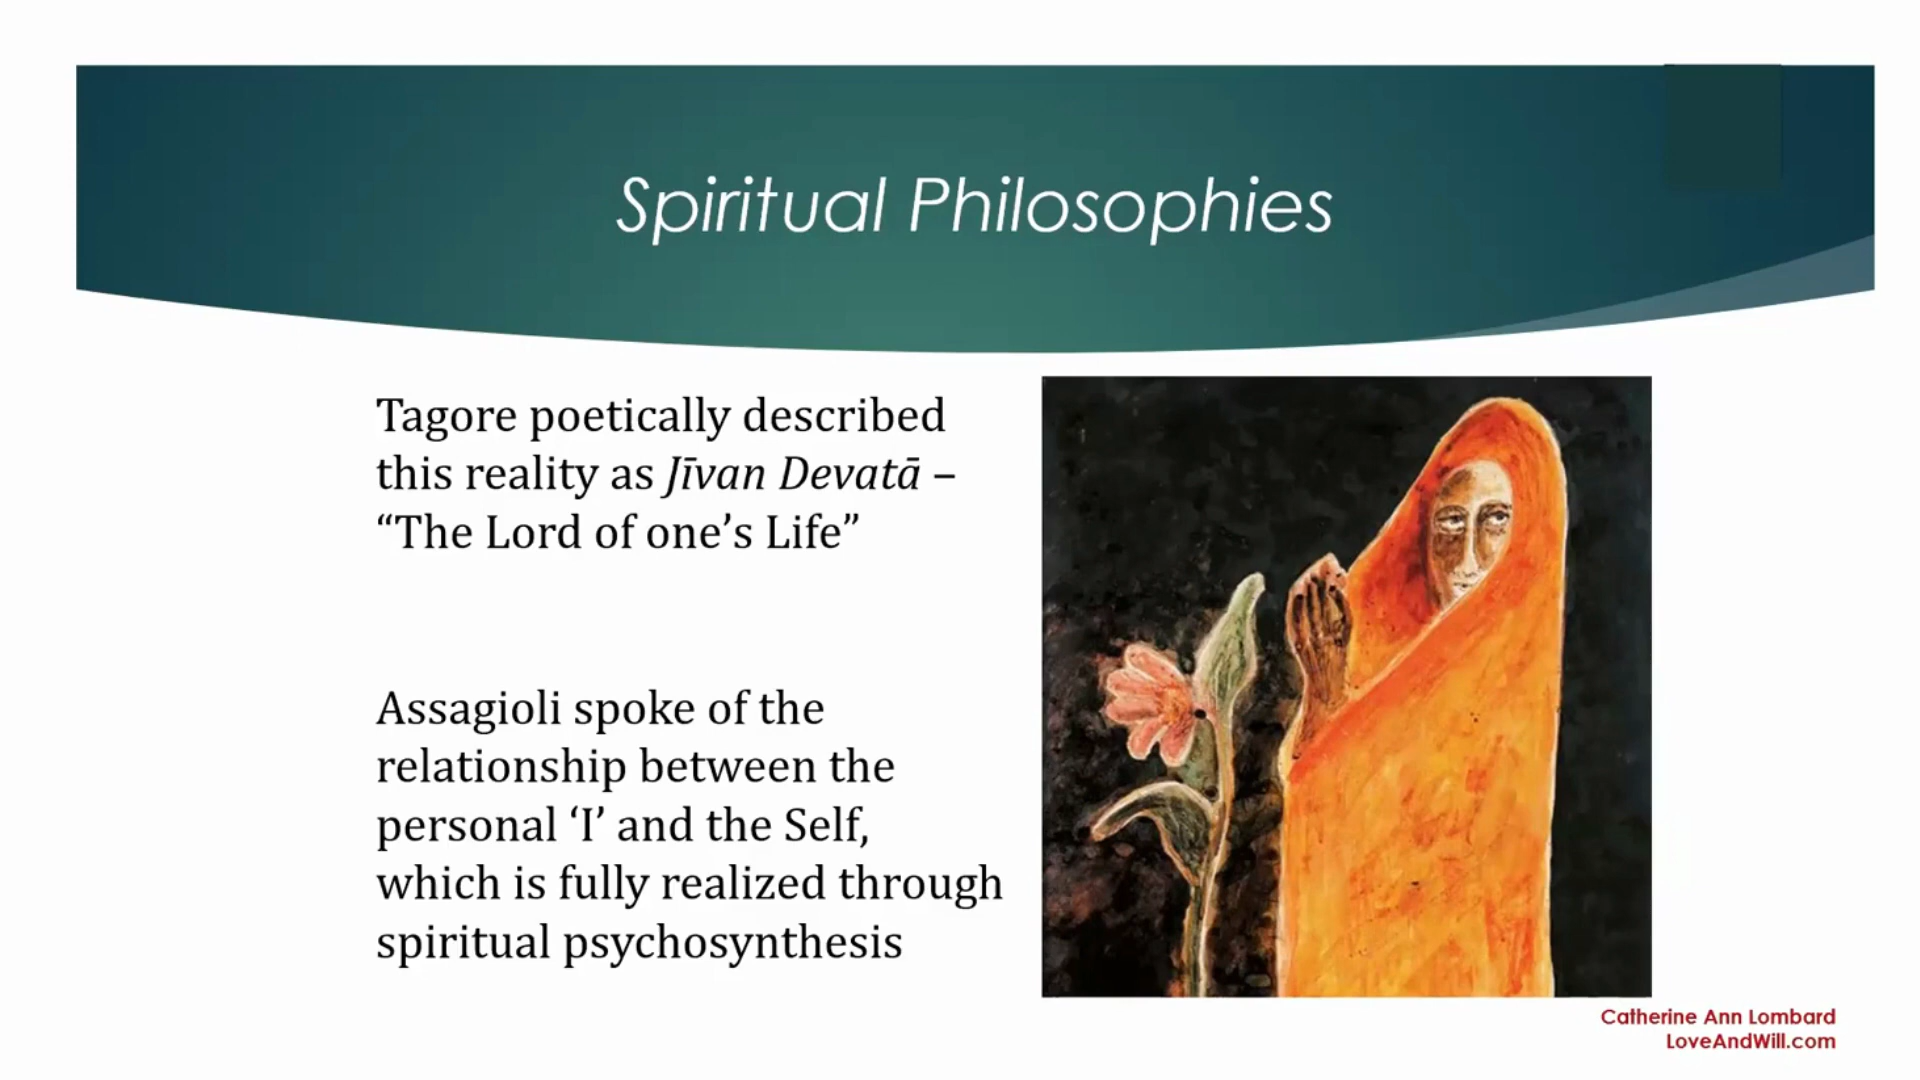 Spiritual Philosophies
Tagore poetically described
this reality as Jīvan Devatā –
“The Lord of one’s Life”
Assagioli spoke of the
relationship between the
personal ‘I’ and the Self,
which is fully realized through
spiritual psychosynthesis
Catherine Ann Lombard
LoveAndWill.com